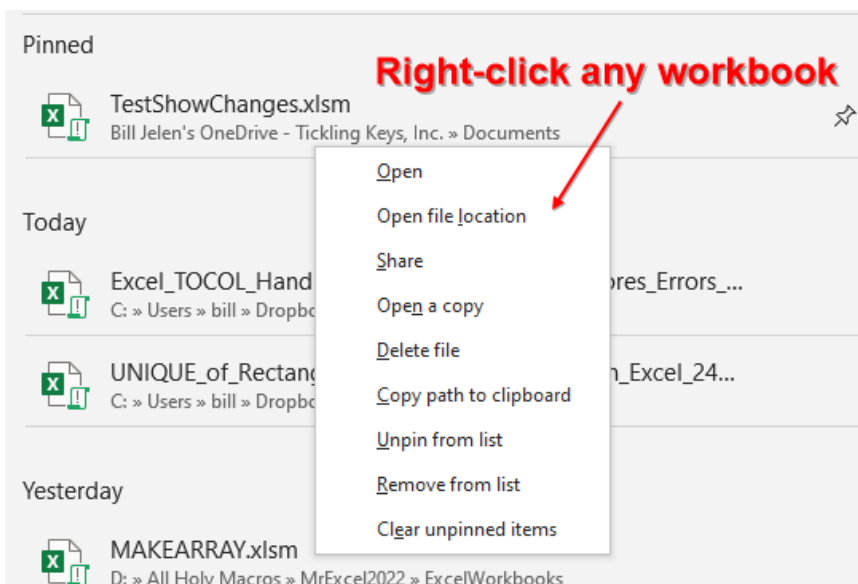 Pinned
Right-click any workbook
TestShowChanges.xlsm
Bill Jelen's OneDrive - Tickling Keys, Inc. » Documents
Open
Open file location
Today
Share
Excel_TOCOL_Hand
ores_Errors_...
C: » Users » bill » Dropbo
Open a copy
Delete file
UNIQUE_of_Rectang
n_Excel_24...
C: » Users » bill » Dropbo
Copy path to clipboard
Unpin from list
Yesterday
Remove from list
Clear unpinned items
MAKEARRAY.xlsm
D: » All Holy Macros » MrExcel2022 » ExcelWorkbooks